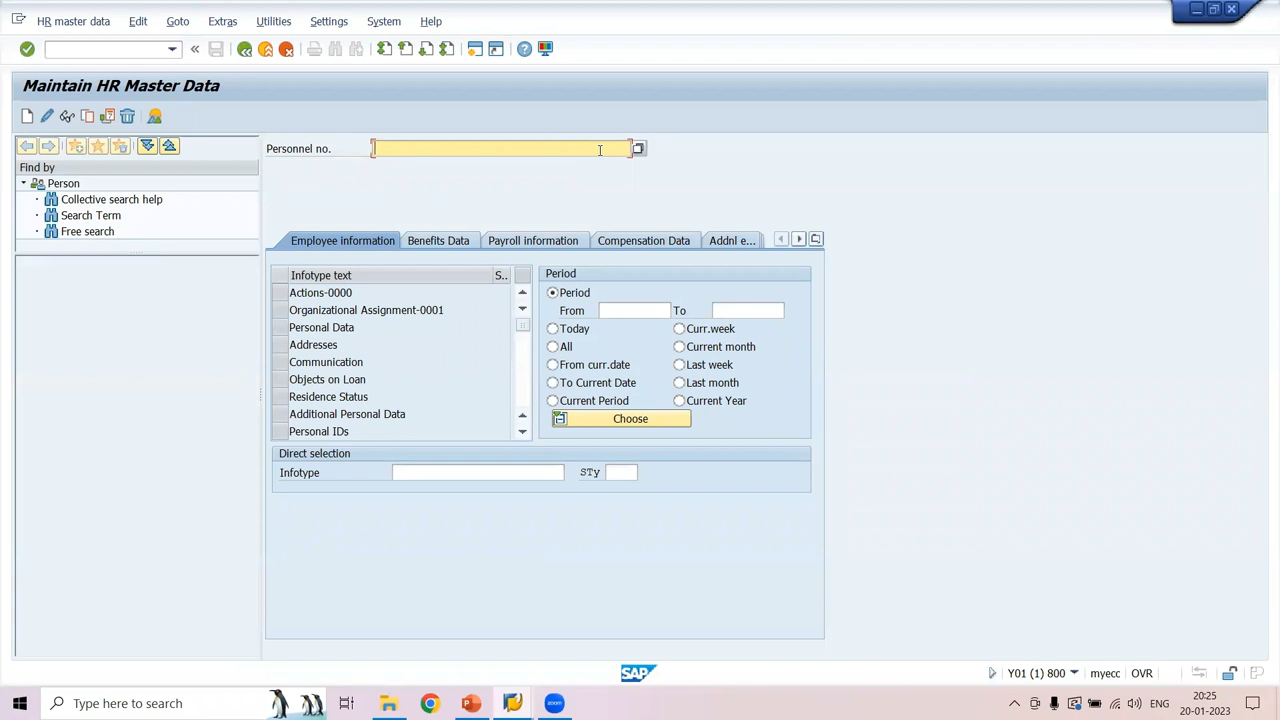 HR master data Edit Goto Extras Utilities Settings System Help
Maintain HR Master Data
Find by
Person
Collective search help
Search Term
Free search
Personnel no.
Employee information Benefits Data Payroll information Compensation Data Addnl e...
Infotype text S..
Actions-0000
Organizational Assignment-0001
Personal Data
Addresses
Communication
Objects on Loan
Residence Status
Additional Personal Data
Personal IDs
Period
Period
From To
Today Curr.week
All Current month
From curr.date Last week
To Current Date Last month
Current Period Current Year
Choose
Direct selection
Infotype STy
SAP Y01 (1) 800 myecc OVR
Type here to search
ENG
20:25
20-01-2023
zoom